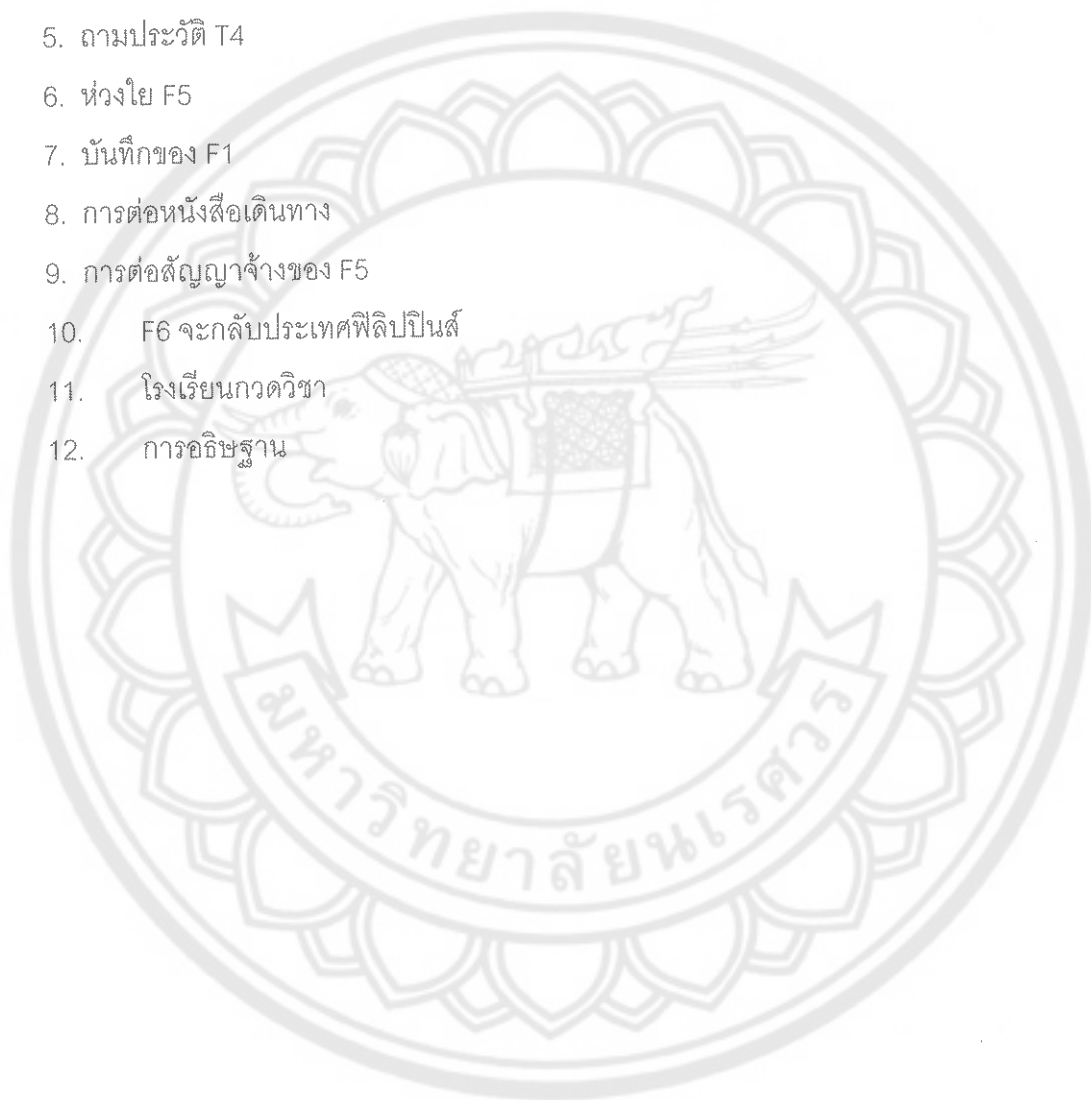 5. ถามประวัติ T4
6. ห่วงใย F5
7. บันทึกของ F1
8. การต่อหนังสือเดินทาง
9. การต่อสัญญาจ้างของ F5
10. F6 จะกลับประเทศฟิลิปปินส์
11. โรงเรียนกวดวิชา
12. การอธิษฐาน
มหาวิทยาลัยนเรศวร